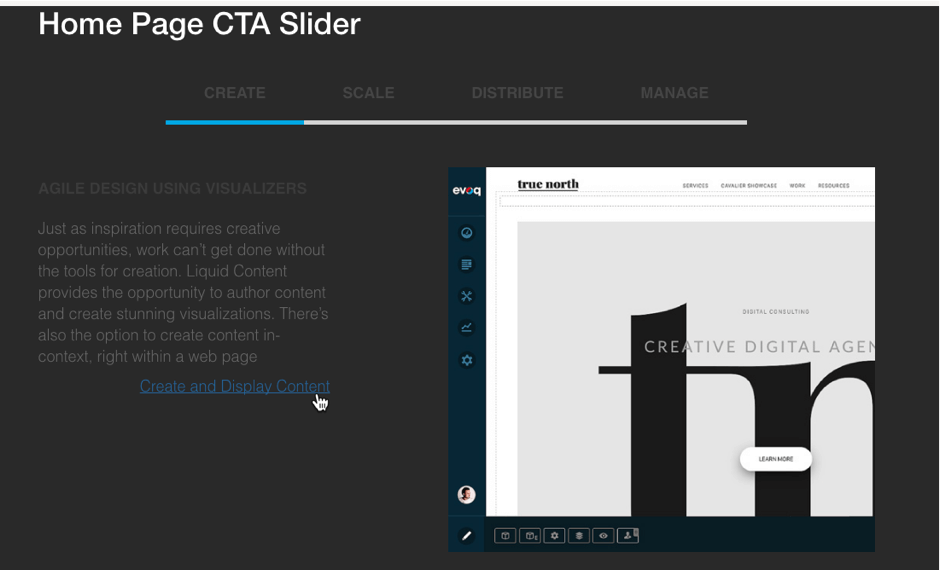 Home Page CTA Slider
CREATE SCALE DISTRIBUTE MANAGE
AGILE DESIGN USING VISUALIZERS
Just as inspiration requires creative
opportunities, work can't get done without
the tools for creation. Liquid Content
provides the opportunity to author content
and create stunning visualizations. There's
also the option to create content in-
context, right within a web page
Create and Display Content
evoq
true north
SERVICES CAVALIER SHOWCASE WORK RESOURCES
DIGITAL CONSULTING
CREATIVE DIGITAL AGEN
tn
LEARN MORE
E